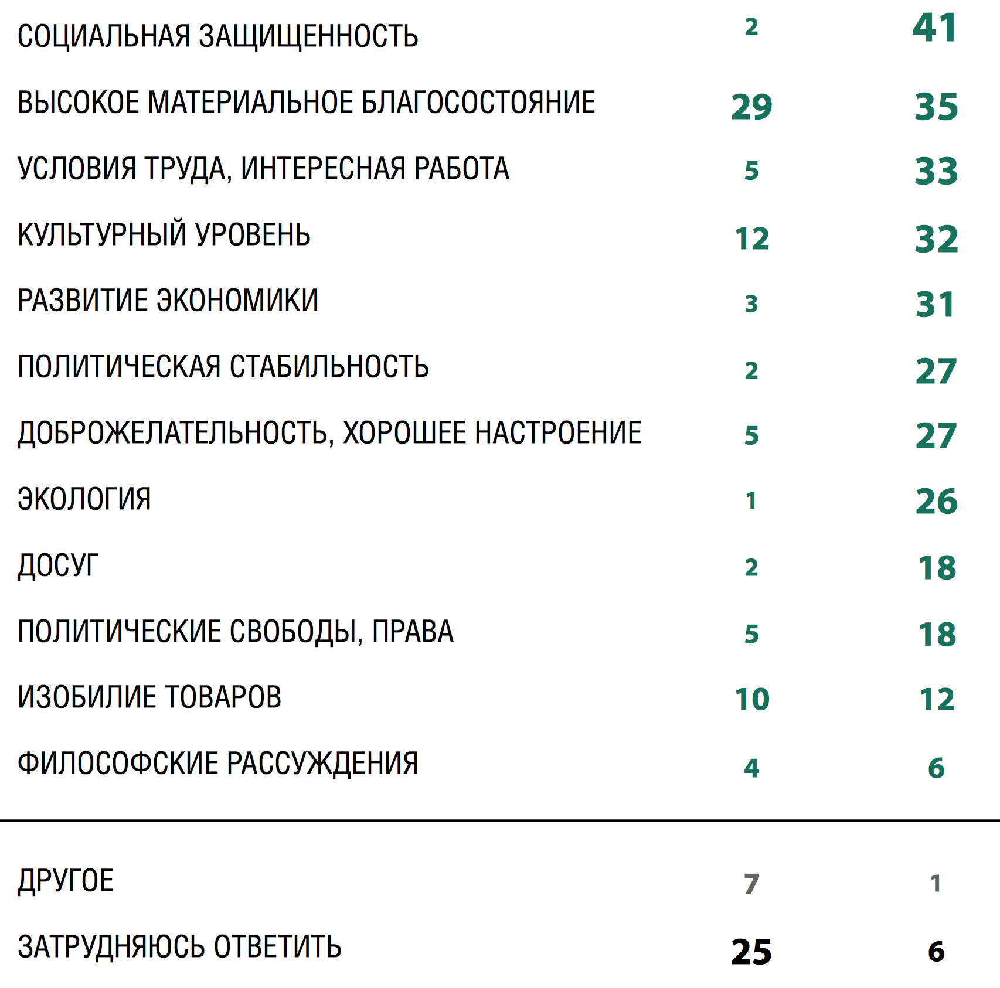 СОЦИАЛЬНАЯ ЗАЩИЩЕННОСТЬ 2 41
ВЫСОКОЕ МАТЕРИАЛЬНОЕ БЛАГОСОСТОЯНИЕ 29 35
УСЛОВИЯ ТРУДА, ИНТЕРЕСНАЯ РАБОТА 5 33
КУЛЬТУРНЫЙ УРОВЕНЬ 12 32
РАЗВИТИЕ ЭКОНОМИКИ 3 31
ПОЛИТИЧЕСКАЯ СТАБИЛЬНОСТЬ 2 27
ДОБРОЖЕЛАТЕЛЬНОСТЬ, ХОРОШЕЕ НАСТРОЕНИЕ 5 27
ЭКОЛОГИЯ 1 26
ДОСУГ 2 18
ПОЛИТИЧЕСКИЕ СВОБОДЫ, ПРАВА 5 18
ИЗОБИЛИЕ ТОВАРОВ 10 12
ФИЛОСОФСКИЕ РАССУЖДЕНИЯ 4 6
ДРУГОЕ 7 1
ЗАТРУДНЯЮСЬ ОТВЕТИТЬ 25 6